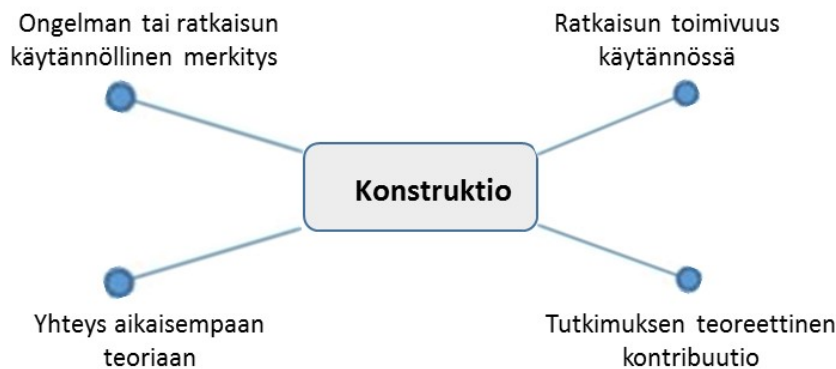 Ongelman tai ratkaisun
käytännöllinen merkitys
Ratkaisun toimivuus
käytännössä
Konstruktio
Yhteys aikaisempaan
teoriaan
Tutkimuksen teoreettinen
kontribuutio